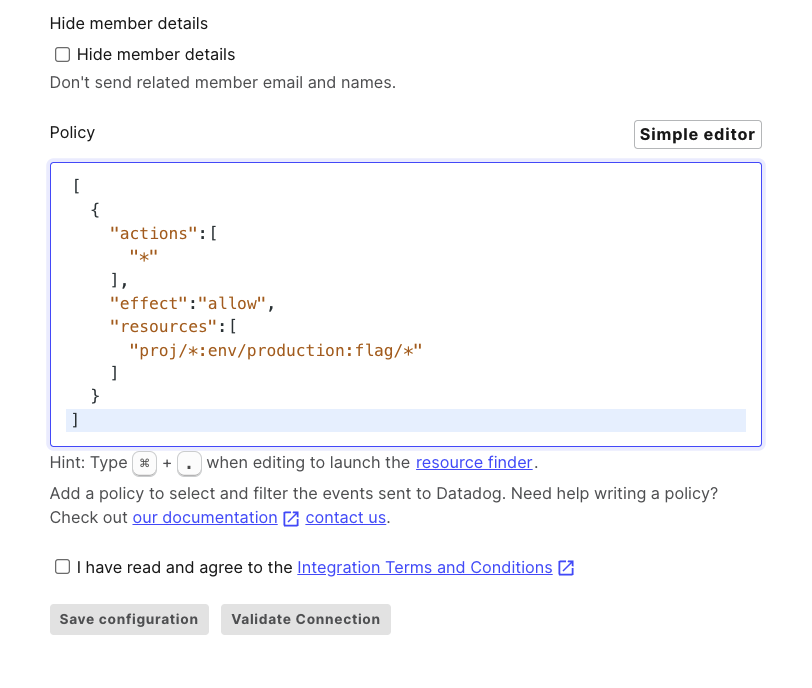 Hide member details
Hide member details
Don't send related member email and names.
Policy
Simple editor
[
  {
    "actions":[
      "*"
    ],
    "effect":"allow",
    "resources":[
      "proj/*:env/production:flag/*"
    ]
  }
]
Hint: Type ⌘ + . when editing to launch the resource finder.
Add a policy to select and filter the events sent to Datadog. Need help writing a policy?
Check out our documentation contact us.
I have read and agree to the Integration Terms and Conditions
Save configuration Validate Connection